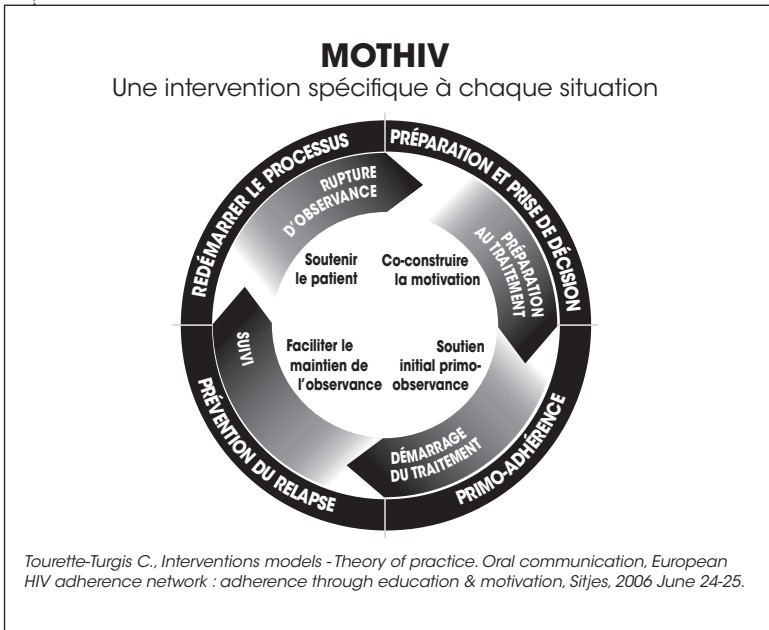 MOTHIV
Une intervention spécifique à chaque situation
REDÉMARRER LE PROCESSUS
PRÉPARATION ET PRISE DE DÉCISION
RUPTURE
D'OBSERVANCE
PRÉPARATION
AU TRAITEMENT
Soutenir
le patient
Co-construire
la motivation
SUIVI
Faciliter le
maintien de
l'observance
Soutien
initial primo-
observance
DÉMARRAGE
DU TRAITEMENT
PRÉVENTION DU RELAPSE
PRIMO-ADHÉRENCE
Tourette-Turgis C., Interventions models - Theory of practice. Oral communication, European
HIV adherence network : adherence through education & motivation, Sitjes, 2006 June 24-25.